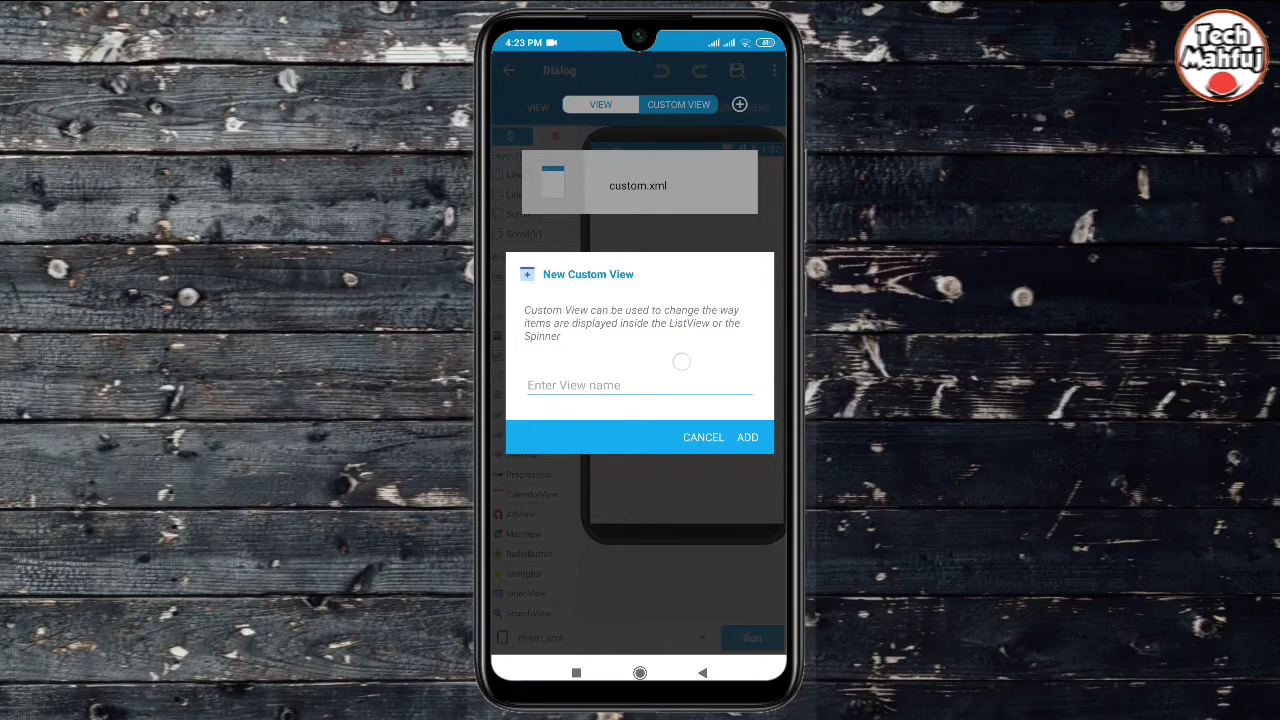 Tech
Mahfuj
4:23 PM
61
Dialog
VIEW
VIEW
CUSTOM VIEW
custom.xml
Scroll(V)
New Custom View
Custom View can be used to change the way
items are displayed inside the ListView or the
Spinner
Enter View name
CANCEL ADD
ProgressBar
CalendarView
AdView
MapView
RadioButton
RatingBar
VideoView
SearchView
main.xml
Run